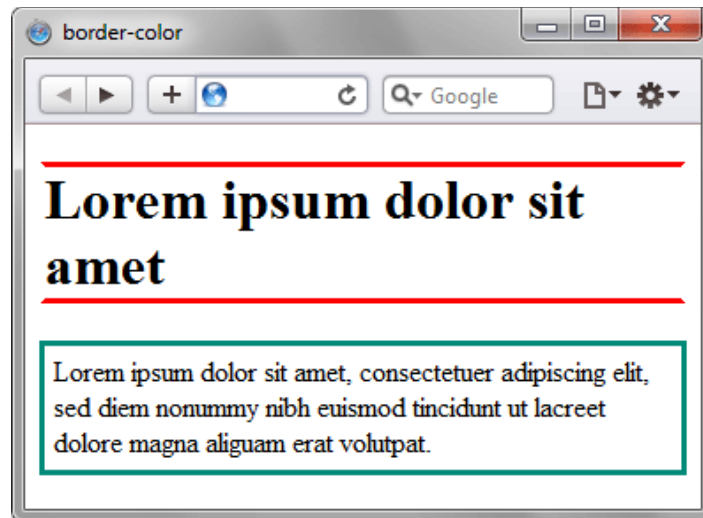 border-color
Google
Lorem ipsum dolor sit
amet
Lorem ipsum dolor sit amet, consectetuer adipiscing elit,
sed diem nonummy nibh euismod tincidunt ut lacreet
dolore magna aliguam erat volutpat.